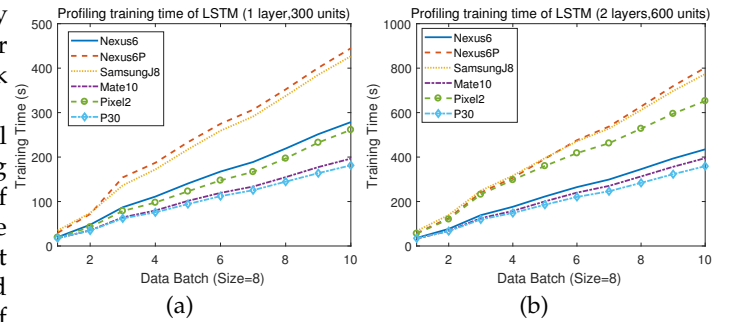 y
r
k
l
g
f
e
t
d
f
Profiling training time of LSTM (1 layer,300 units)
Training Time (s)
500
400
300
200
100
0
Nexus6
Nexus6P
SamsungJ8
Mate10
Pixel2
P30
2 4 6 8 10
Data Batch (Size=8)
(a)
Profiling training time of LSTM (2 layers,600 units)
Training Time (s)
1000
800
600
400
200
0
Nexus6
Nexus6P
SamsungJ8
Mate10
Pixel2
P30
2 4 6 8 10
Data Batch (Size=8)
(b)